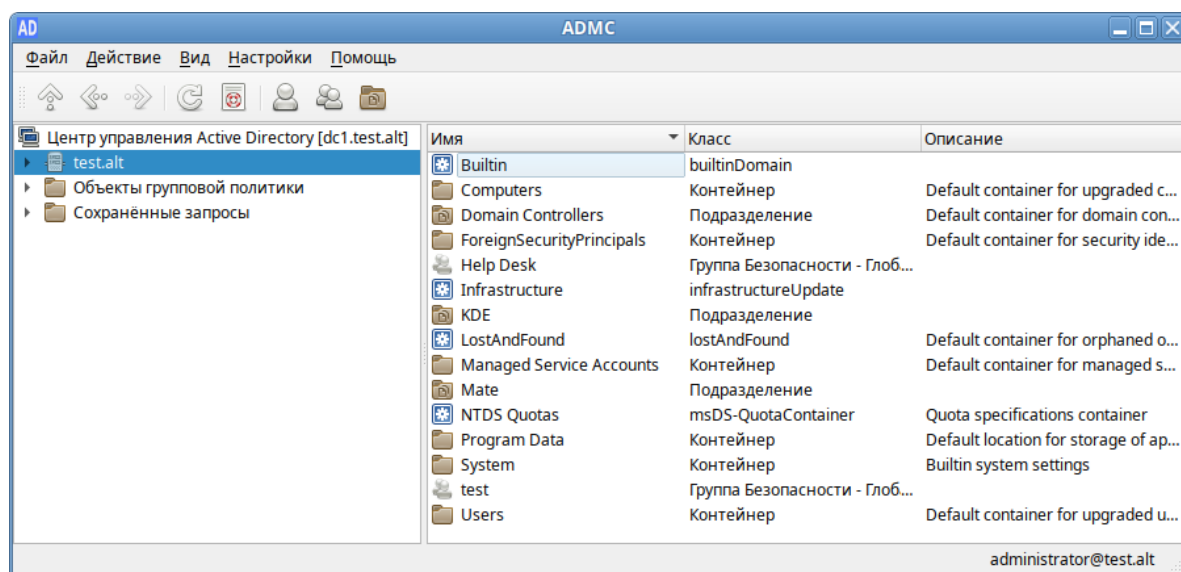 AD ADMC
Файл Действие Вид Настройки Помощь
Центр управления Active Directory [dc1.test.alt]
test.alt
Объекты групповой политики
Сохранённые запросы
Имя Класс Описание
Builtin builtinDomain
Computers Контейнер Default container for upgraded c...
Domain Controllers Подразделение Default container for domain con...
ForeignSecurityPrincipals Контейнер Default container for security ide...
Help Desk Группа Безопасности - Глоб...
Infrastructure infrastructureUpdate
KDE Подразделение
LostAndFound lostAndFound Default container for orphaned o...
Managed Service Accounts Контейнер Default container for managed s...
Mate Подразделение
NTDS Quotas msDS-QuotaContainer Quota specifications container
Program Data Контейнер Default location for storage of ap...
System Контейнер Builtin system settings
test Группа Безопасности - Глоб...
Users Контейнер Default container for upgraded u...
administrator@test.alt